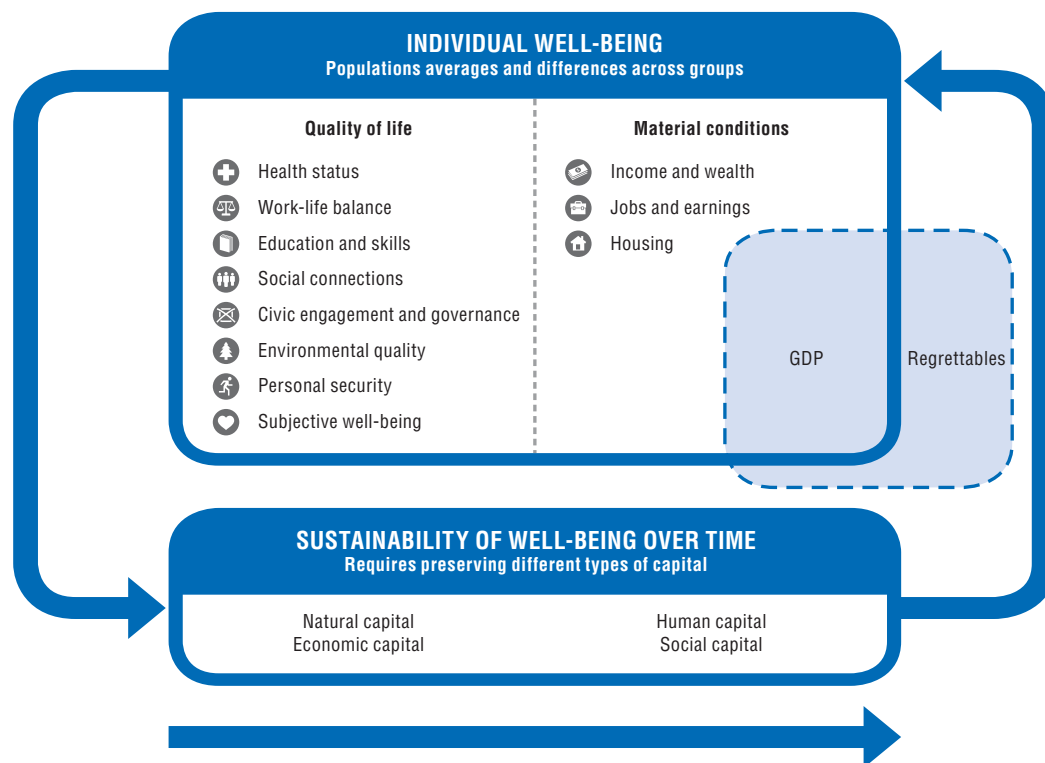 INDIVIDUAL WELL-BEING
Populations averages and differences across groups
Quality of life
Health status
Work-life balance
Education and skills
Social connections
Civic engagement and governance
Environmental quality
Personal security
Subjective well-being
Material conditions
Income and wealth
Jobs and earnings
Housing
GDP
Regrettables
SUSTAINABILITY OF WELL-BEING OVER TIME
Requires preserving different types of capital
Natural capital
Economic capital
Human capital
Social capital